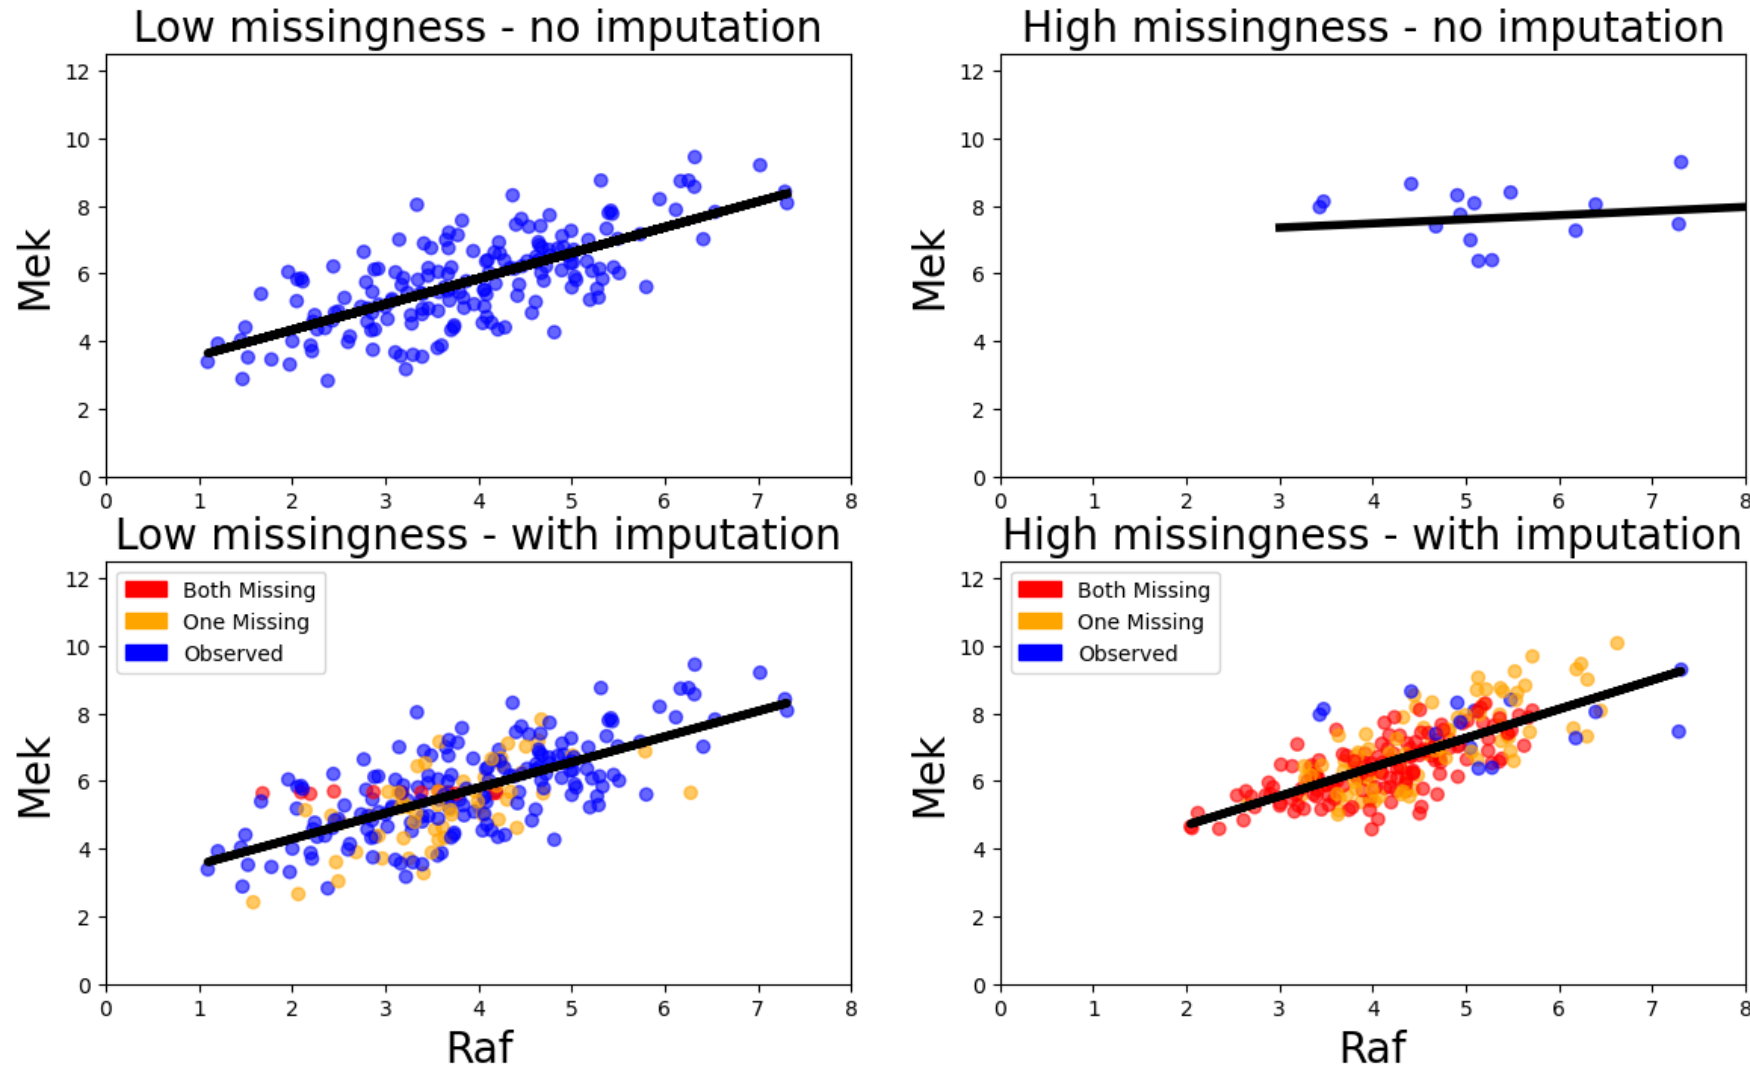 Low missingness - no imputation
12
10
8
6
4
2
0
Mek
0 1 2 3 4 5 6 7 8
High missingness - no imputation
12
10
8
6
4
2
0
Mek
0 1 2 3 4 5 6 7 8
Low missingness - with imputation
12
10
8
6
4
2
0
Mek
Both Missing
One Missing
Observed
0 1 2 3 4 5 6 7 8
Raf
High missingness - with imputation
12
10
8
6
4
2
0
Mek
Both Missing
One Missing
Observed
0 1 2 3 4 5 6 7 8
Raf